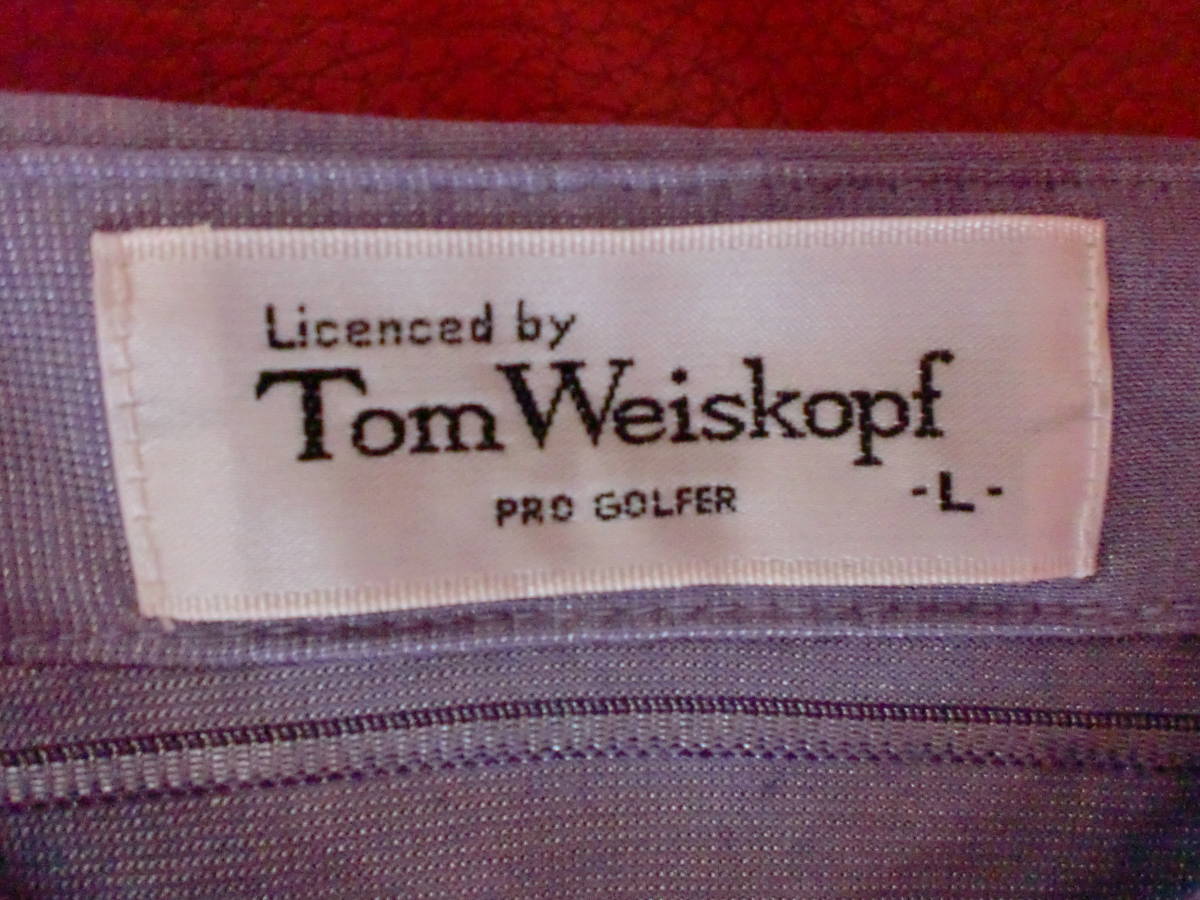 Licenced by
Tom Weiskopf
PRO GOLFER
-L-